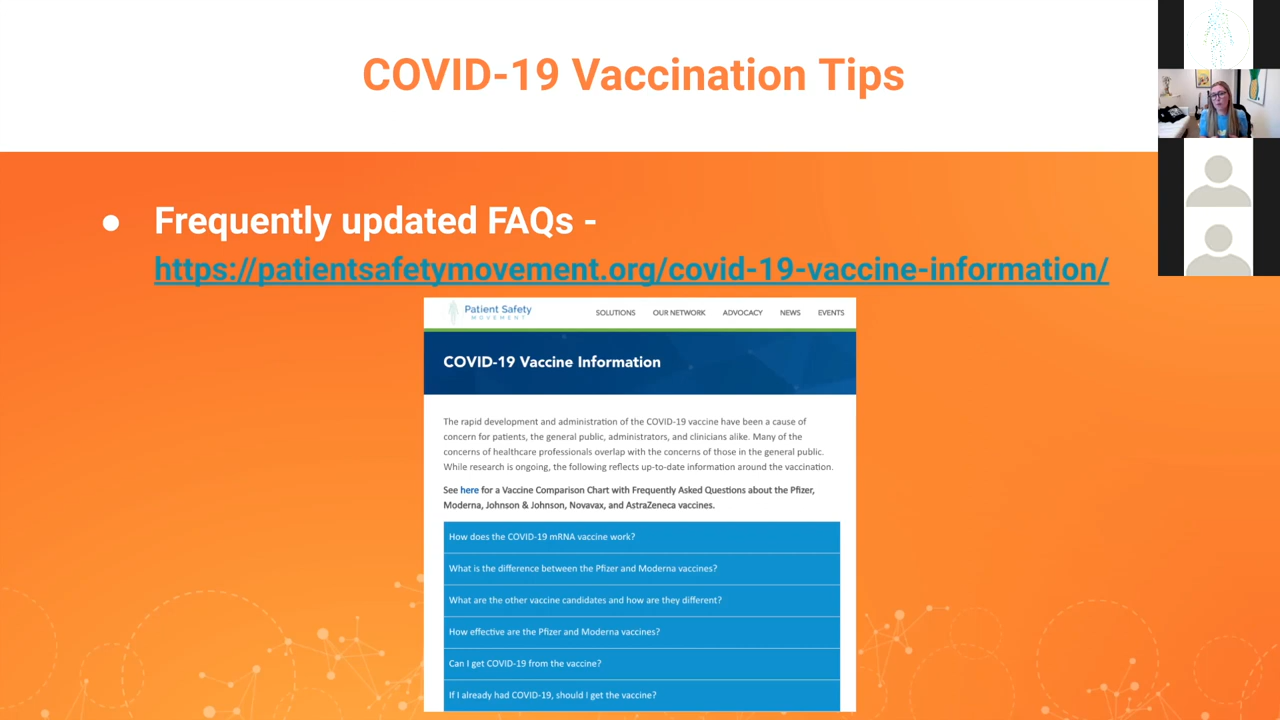 COVID-19 Vaccination Tips
● Frequently updated FAQs -
https://patientsafetymovement.org/covid-19-vaccine-information/
Patient Safety
MOVEMENT
SOLUTIONS OUR NETWORK ADVOCACY NEWS EVENTS
COVID-19 Vaccine Information
The rapid development and administration of the COVID-19 vaccine have been a cause of
concern for patients, the general public, administrators, and clinicians alike. Many of the
concerns of healthcare professionals overlap with the concerns of those in the general public.
While research is ongoing, the following reflects up-to-date information around the vaccination.
See here for a Vaccine Comparison Chart with Frequently Asked Questions about the Pfizer,
Moderna, Johnson & Johnson, Novavax, and AstraZeneca vaccines.
How does the COVID-19 mRNA vaccine work?
What is the difference between the Pfizer and Moderna vaccines?
What are the other vaccine candidates and how are they different?
How effective are the Pfizer and Moderna vaccines?
Can I get COVID-19 from the vaccine?
If I already had COVID-19, should I get the vaccine?